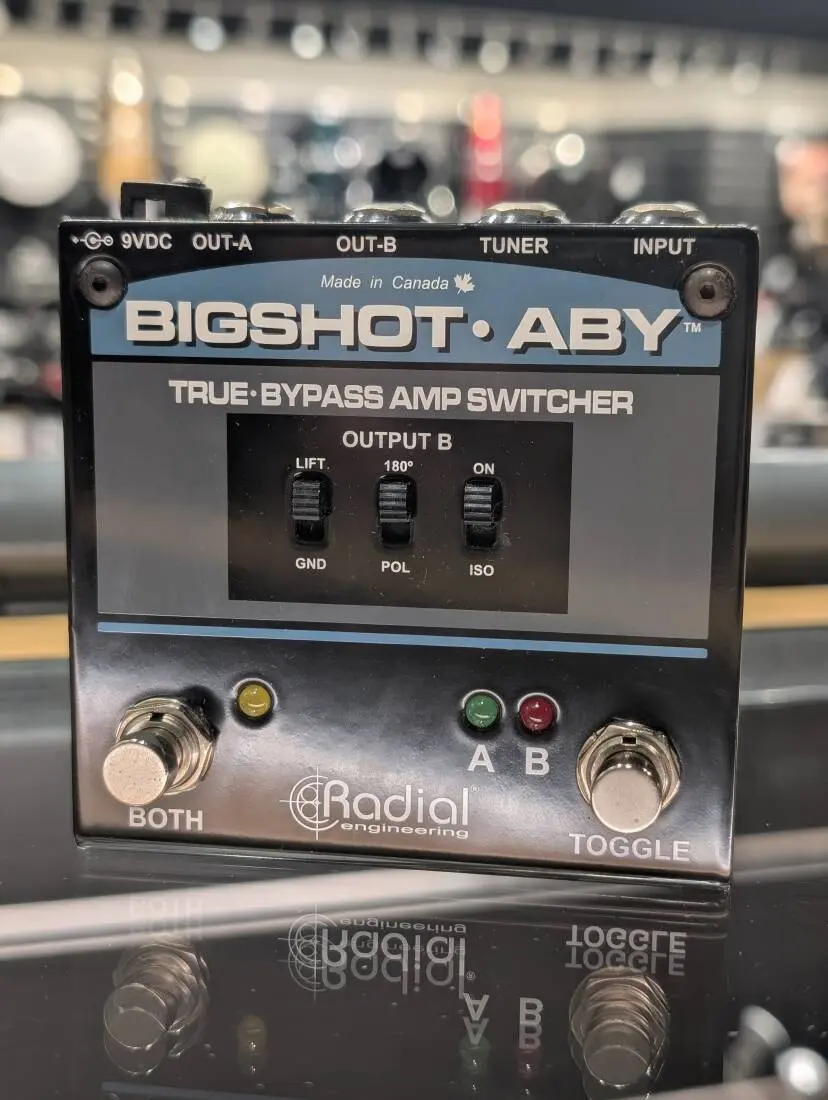 9VDC OUT-A OUT-B TUNER INPUT
Made in Canada
BIGSHOT • ABY™
TRUE•BYPASS AMP SWITCHER
OUTPUT B
LIFT 180° ON
GND POL ISO
A B
BOTH
Radial®
engineering
TOGGLE